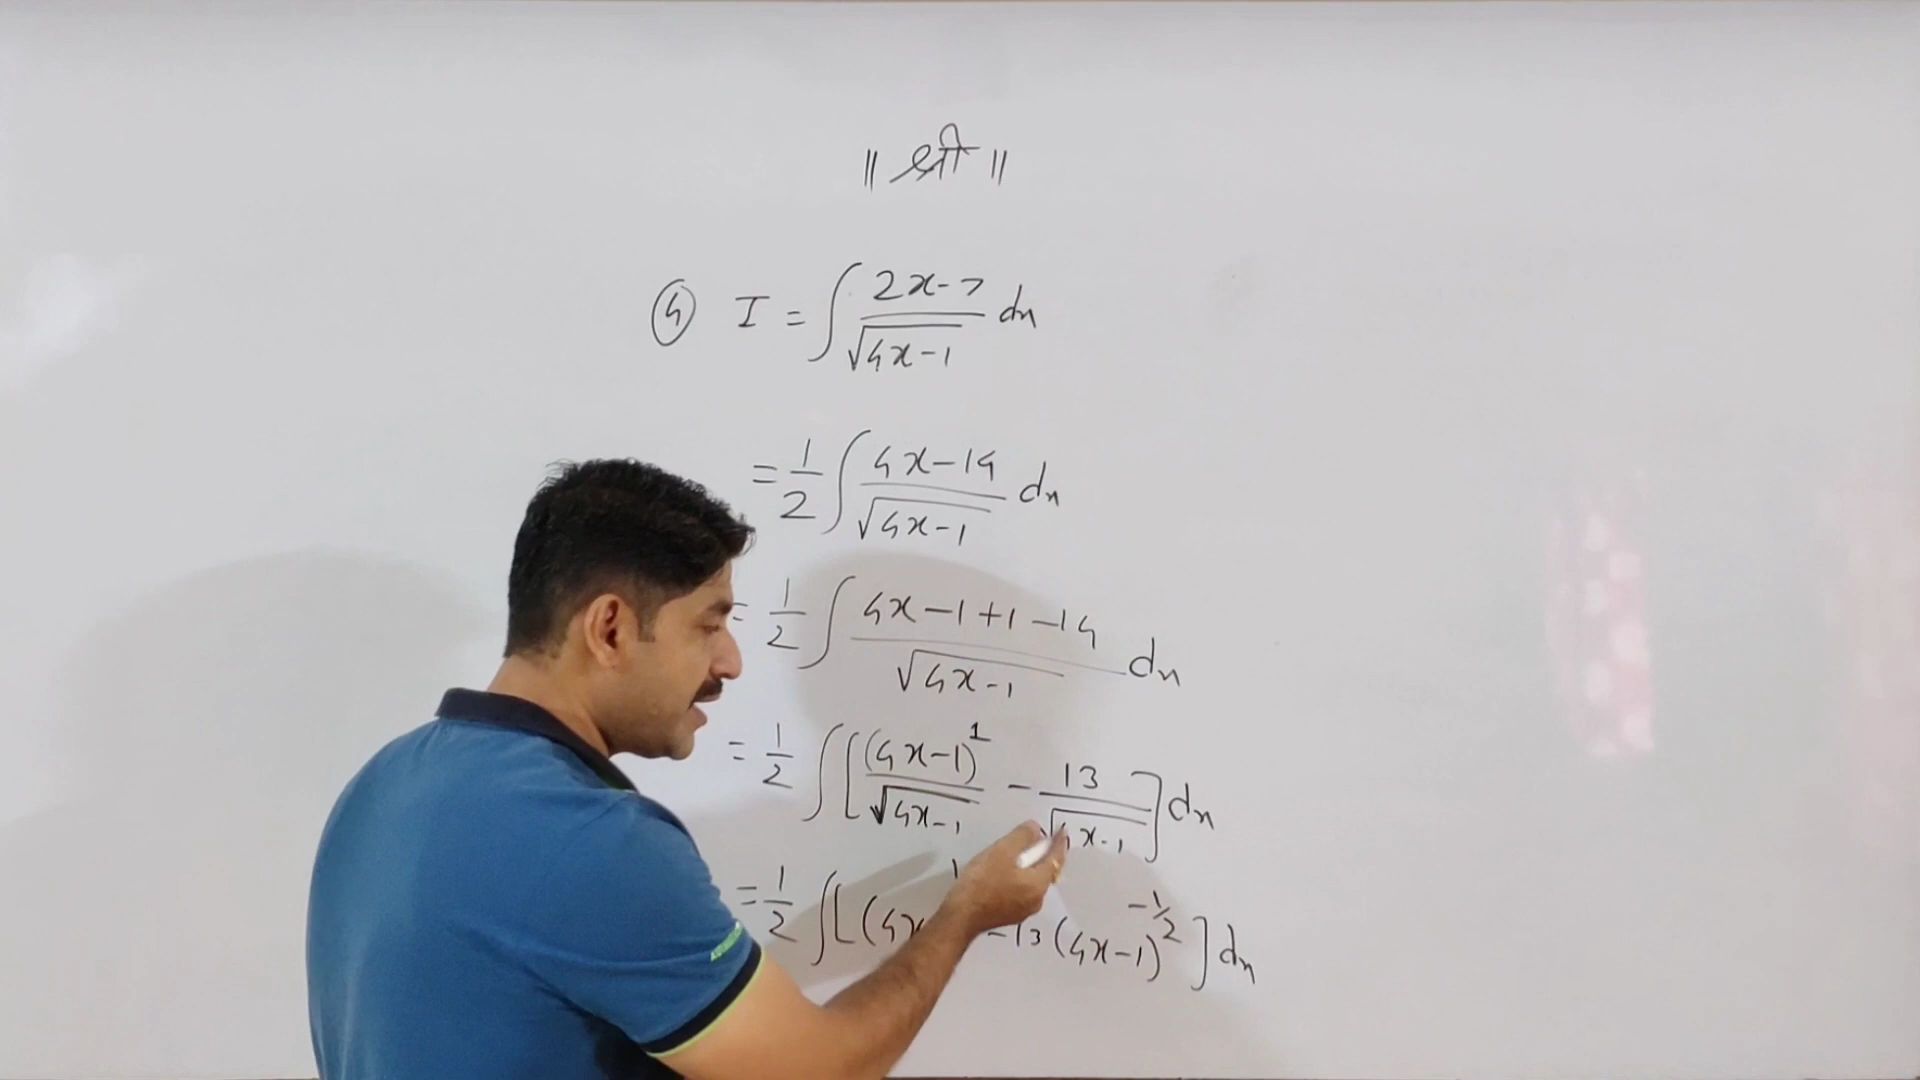 ॥ श्री ॥
④ I = ∫ (2x-7)/√(4x-1) dx
= 1/2 ∫ (4x-14)/√(4x-1) dx
= 1/2 ∫ (4x-1+1-14)/√(4x-1) dx
= 1/2 ∫ [(4x-1)^1/√(4x-1) - 13/√(4x-1)] dx
= 1/2 ∫ [(4x -13(4x-1)^(-1/2)] dx